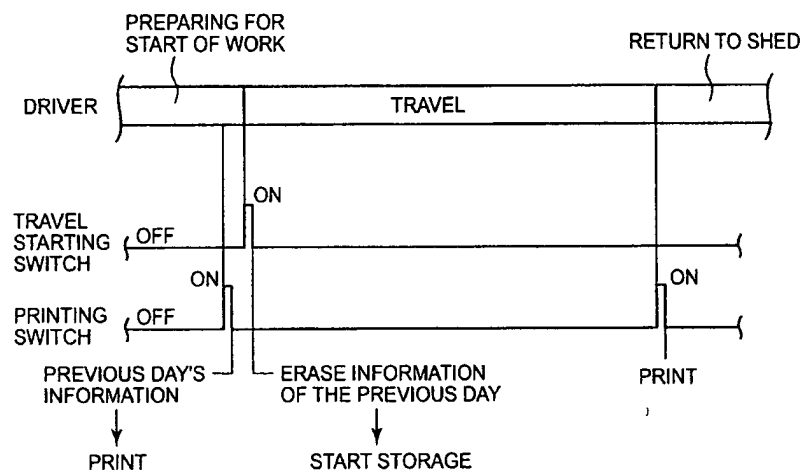 PREPARING FOR
START OF WORK
RETURN TO SHED
DRIVER
TRAVEL
ON
TRAVEL
STARTING
SWITCH
OFF
ON
ON
PRINTING
SWITCH
OFF
PREVIOUS DAY'S
INFORMATION
ERASE INFORMATION
OF THE PREVIOUS DAY
PRINT
PRINT
START STORAGE